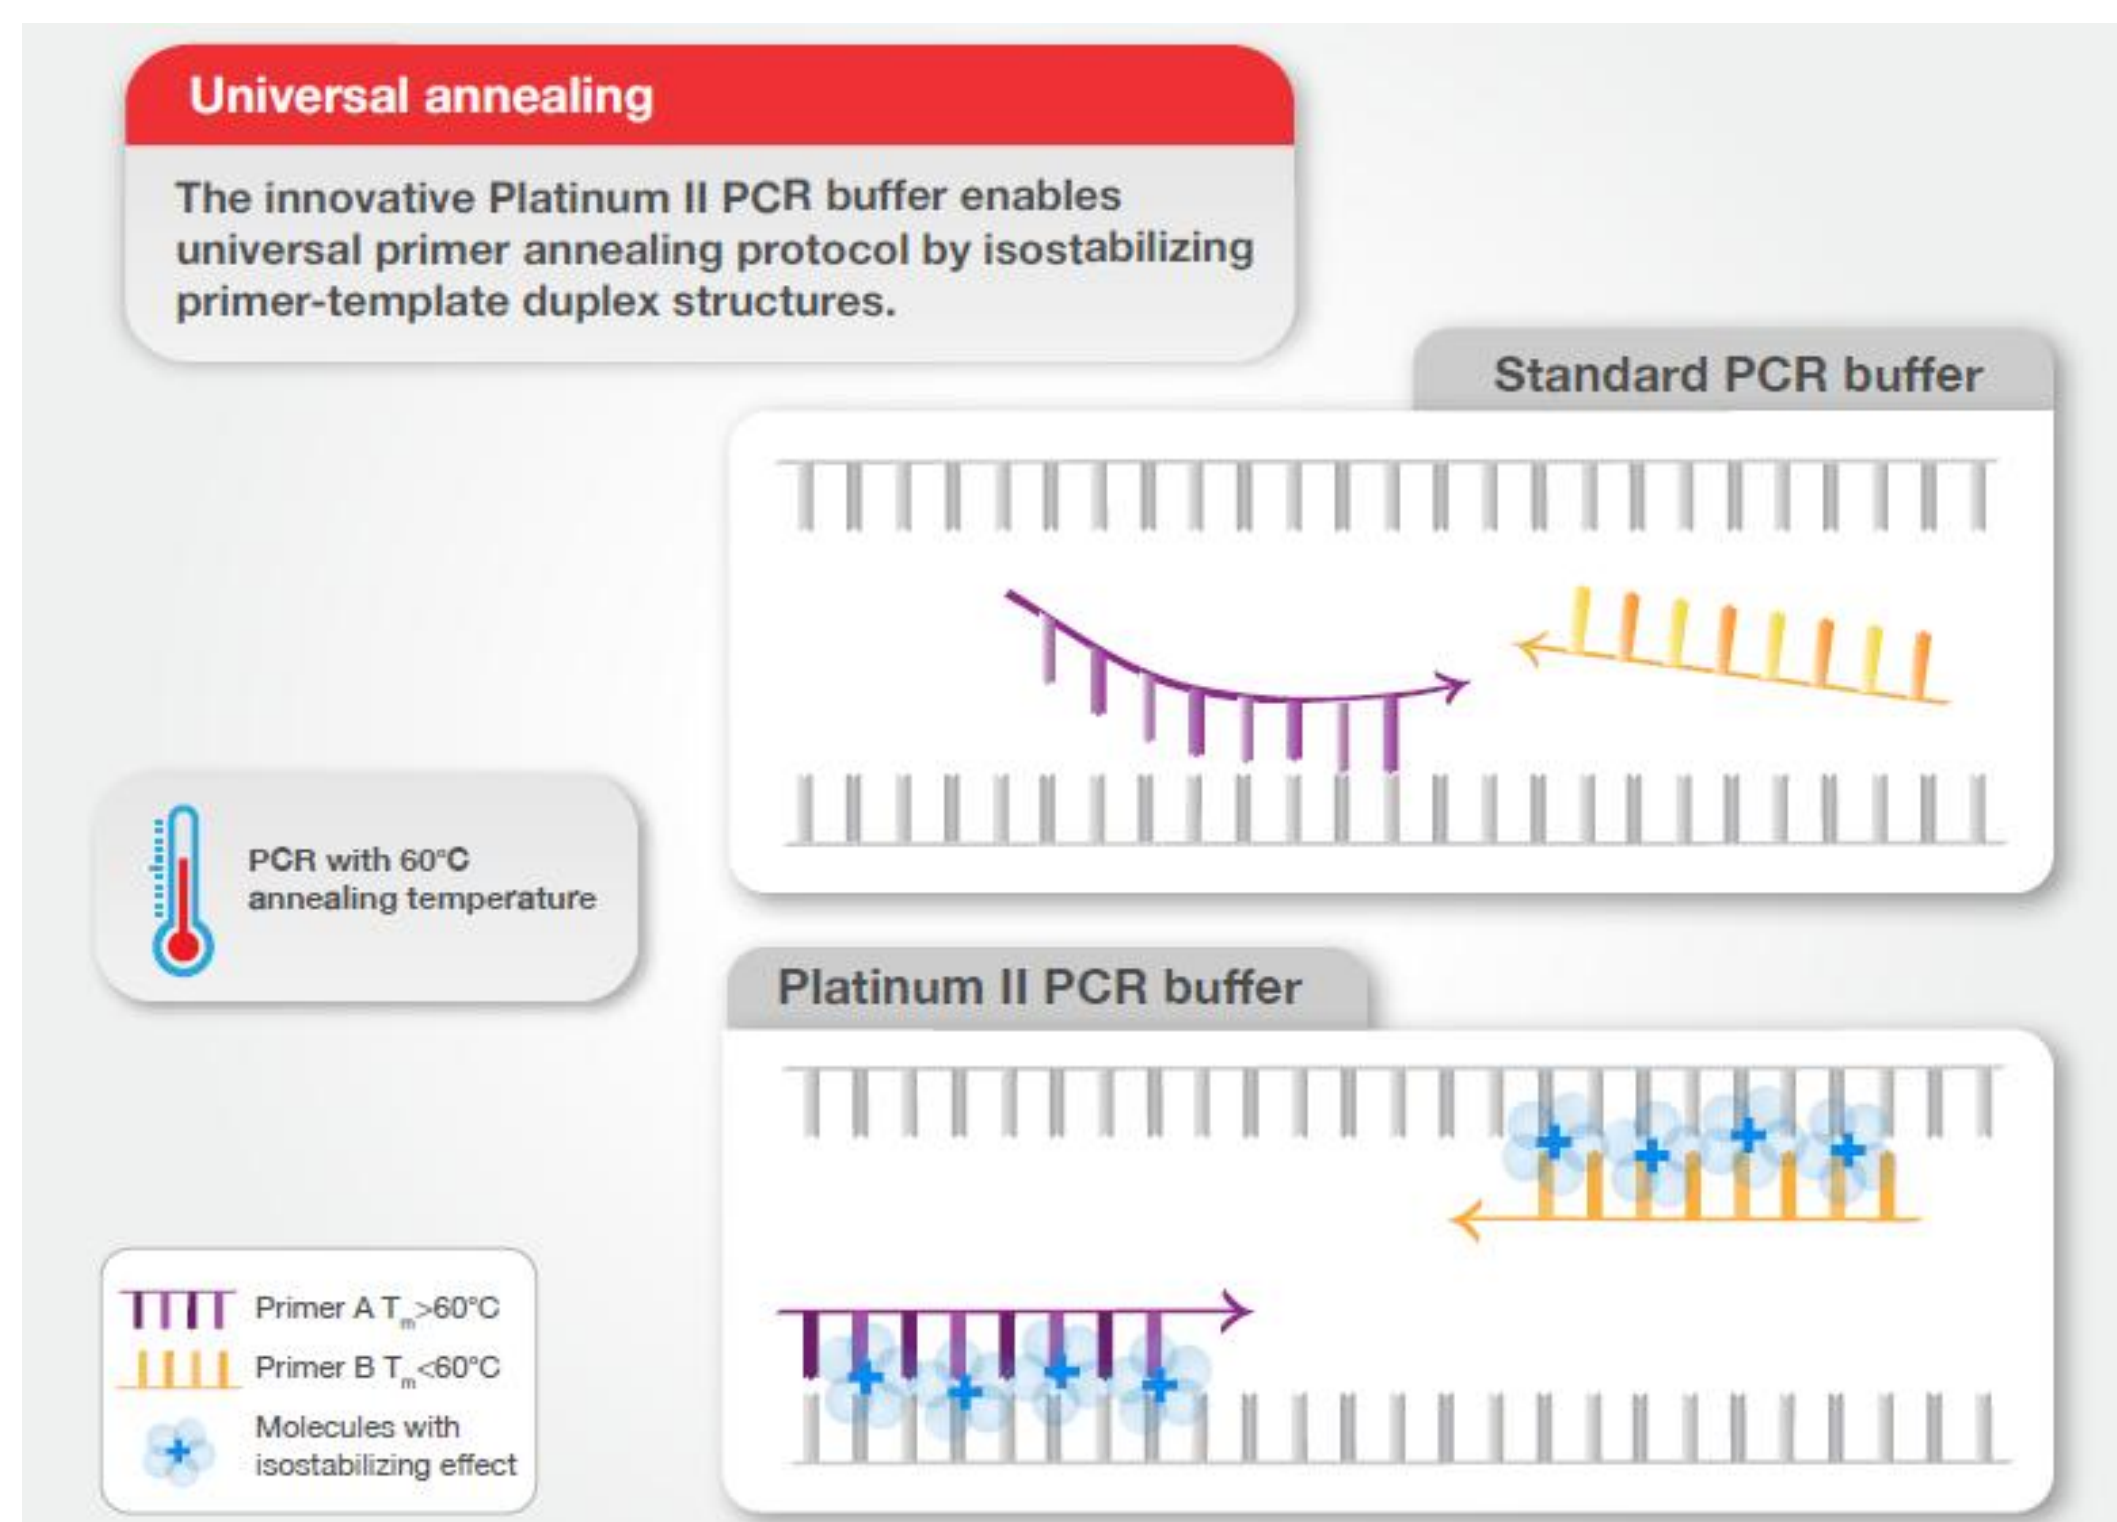 Universal annealing
The innovative Platinum II PCR buffer enables
universal primer annealing protocol by isostabilizing
primer-template duplex structures.
Standard PCR buffer
PCR with 60°C
annealing temperature
Platinum II PCR buffer
Primer A Tm>60°C
Primer B Tm<60°C
Molecules with
isostabilizing effect